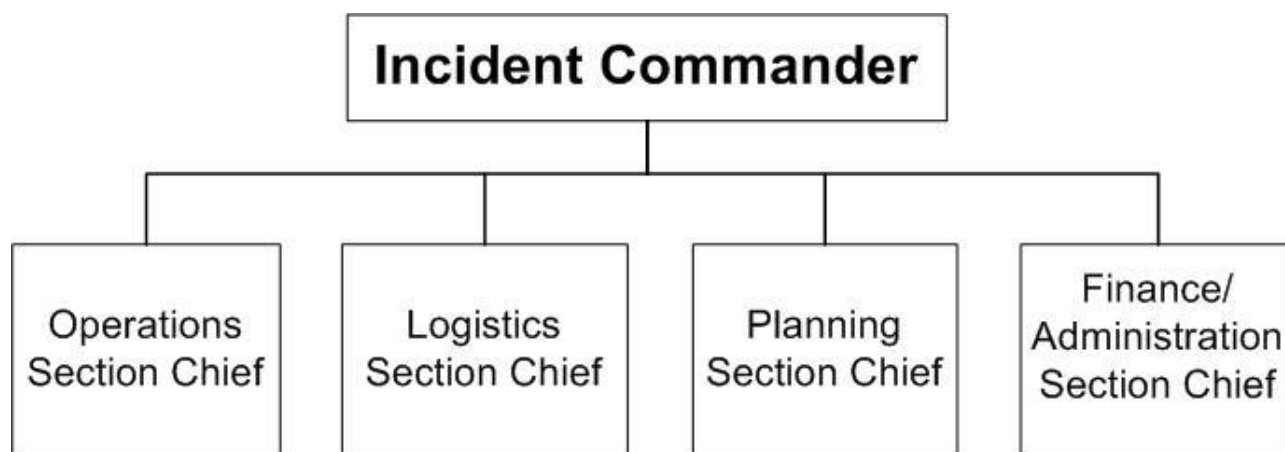 Incident Commander
Operations
Section Chief
Logistics
Section Chief
Planning
Section Chief
Finance/
Administration
Section Chief